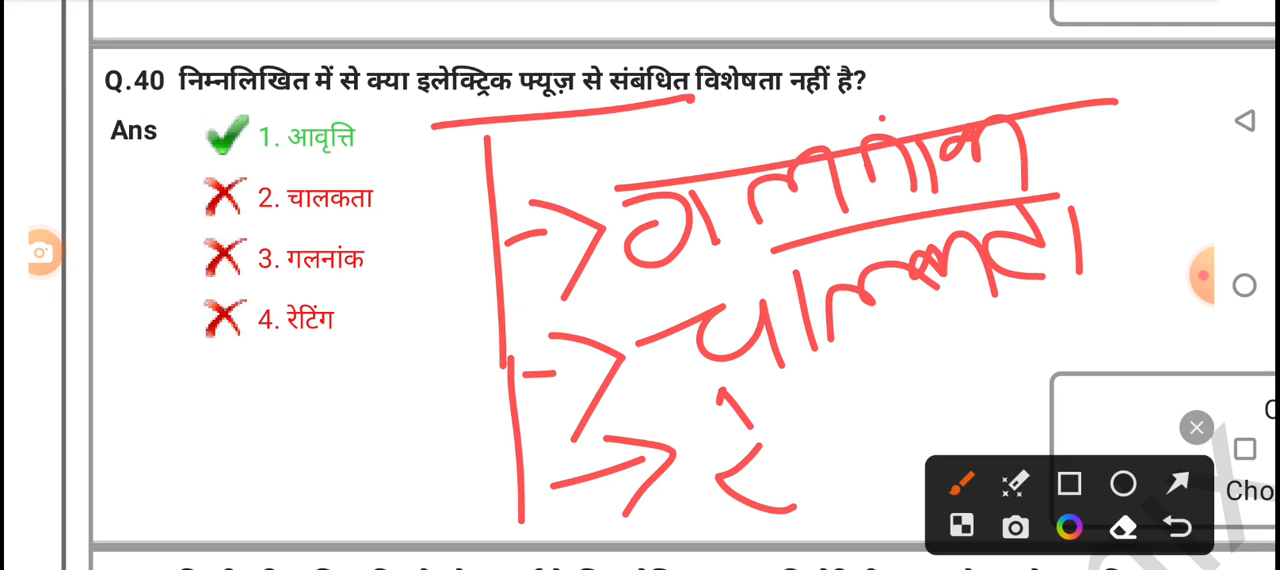 Q.40 निम्नलिखित में से क्या इलेक्ट्रिक फ्यूज़ से संबंधित विशेषता नहीं है?
Ans 1. आवृत्ति
2. चालकता
3. गलनांक
4. रेटिंग
गलनांक
चालकता
रे
Cho